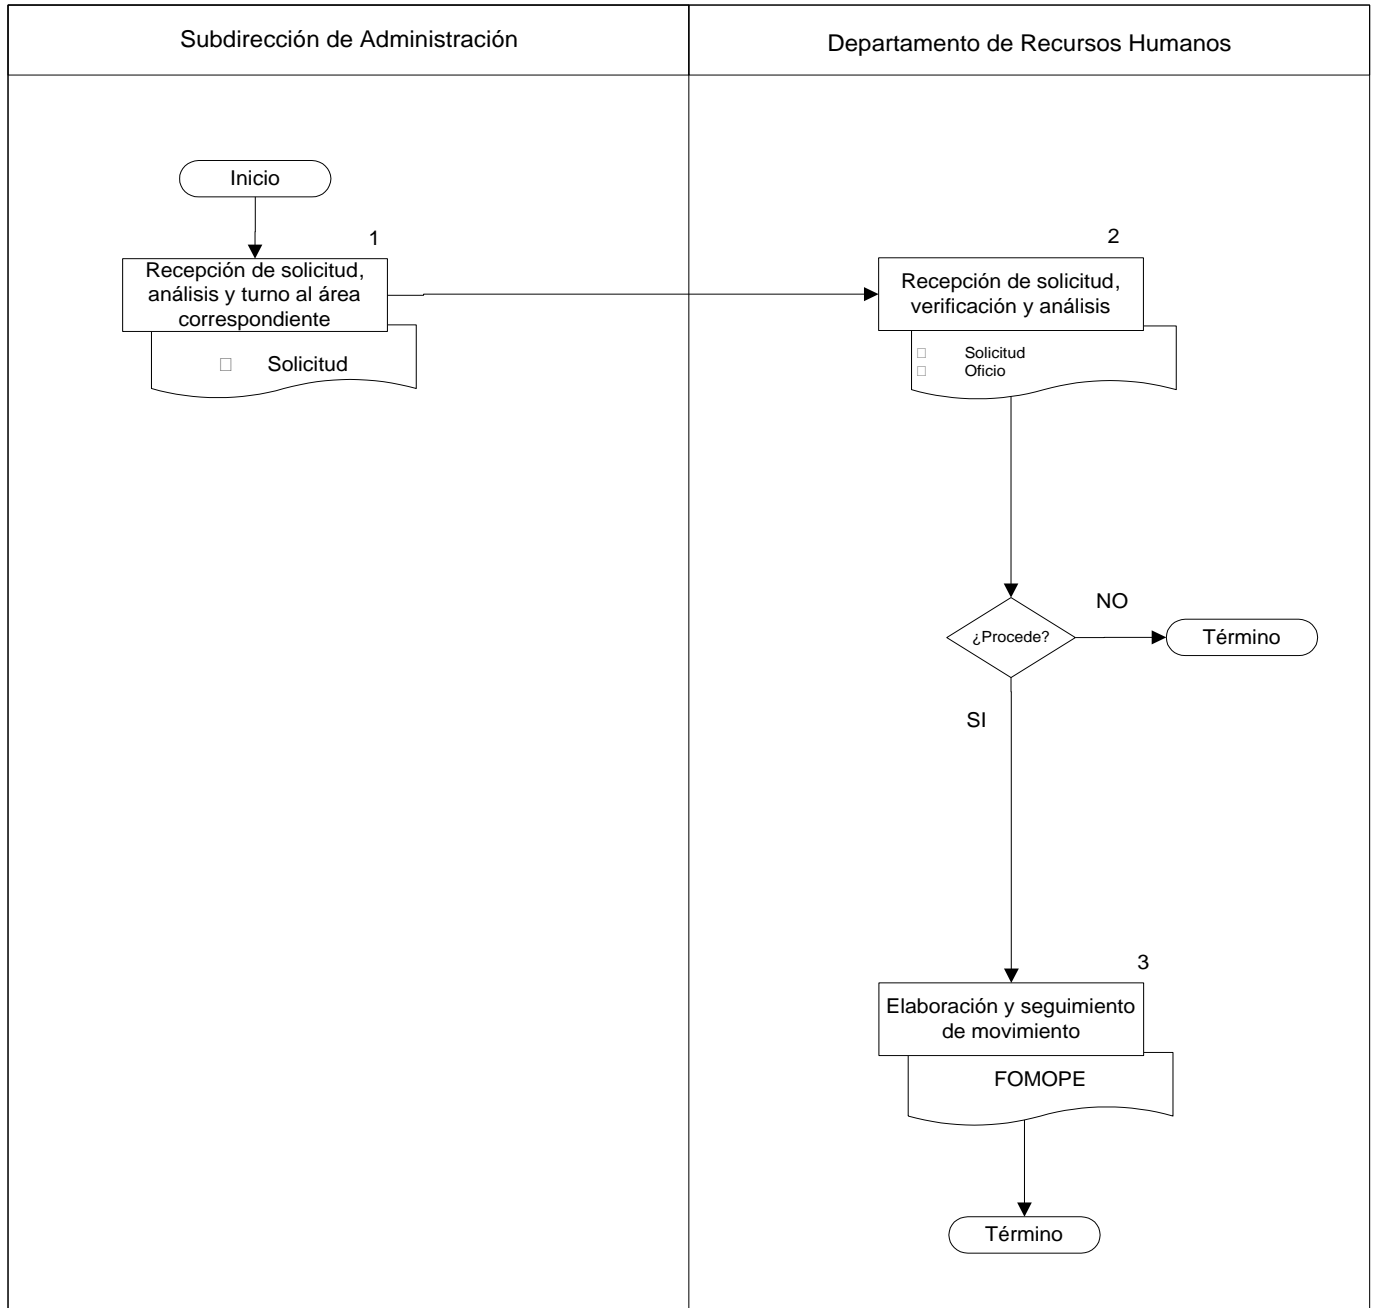 Subdirección de Administración
Departamento de Recursos Humanos
Inicio
1
Recepción de solicitud,
análisis y turno al área
correspondiente
Solicitud
2
Recepción de solicitud,
verificación y análisis
Solicitud
Oficio
¿Procede?
NO
Término
SI
3
Elaboración y seguimiento
de movimiento
FOMOPE
Término